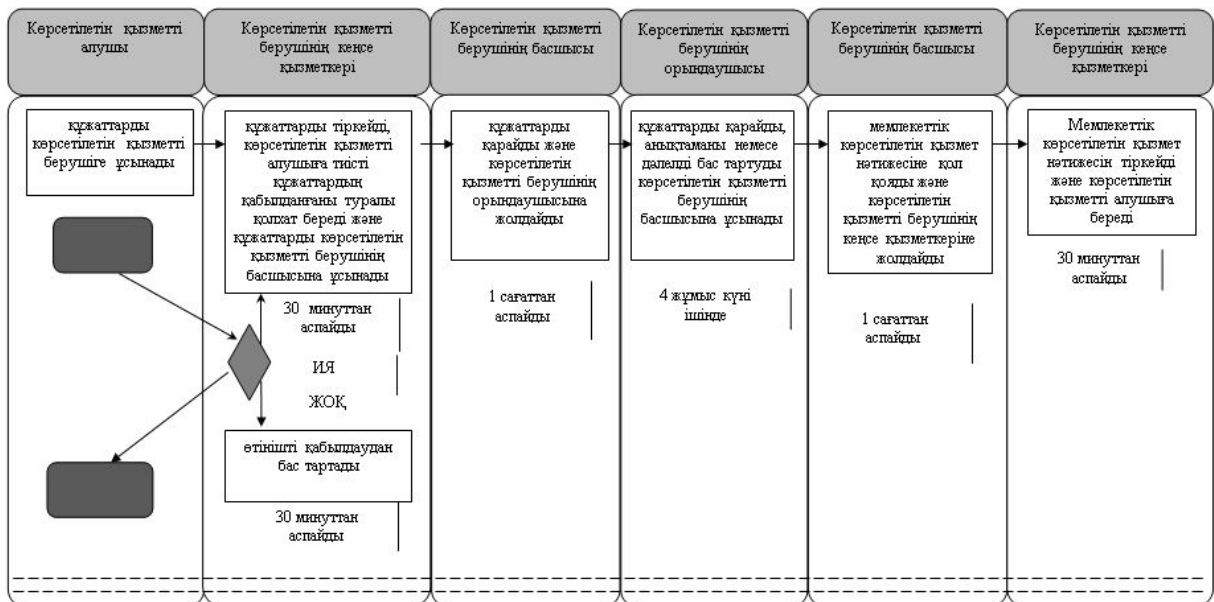 Көрсетілетін қызметті
алушы
Көрсетілетін қызметті
берушінің кеңсе
қызметкері
Көрсетілетін қызметті
берушінің басшысы
Көрсетілетін қызметті
берушінің
орындаушысы
Көрсетілетін қызметті
берушінің басшысы
Көрсетілетін қызметті
берушінің кеңсе
қызметкері
құжаттарды
көрсетілетін қызметті
берушіге ұсынады
құжаттарды тіркейді,
көрсетілетін қызметті
алушыға тиісті
құжаттардың
қабылданғаны туралы
қолхат береді және
құжаттарды көрсетілетін
қызметті берушінің
басшысына ұсынады
30 минуттан
аспайды
ИЯ
ЖОҚ
өтінішті қабылдаудан
бас тартады
30 минуттан
аспайды
құжаттарды
қарайды және
көрсетілетін
қызметті берушінің
орындаушысына
жолдайды
1 сағаттан
аспайды
құжаттарды қарайды,
анықтаманы немесе
дәлелді бас тартуды
көрсетілетін қызметті
берушінің
басшысына ұсынады
4 жұмыс күні
ішінде
мемлекеттік
көрсетілетін қызмет
нәтижесіне қол
қояды және
көрсетілетін
қызметті берушінің
кеңсе қызметкеріне
жолдайды
1 сағаттан
аспайды
Мемлекеттік
көрсетілетін қызмет
нәтижесін тіркейді
және көрсетілетін
қызметті алушыға
береді
30 минуттан
аспайды